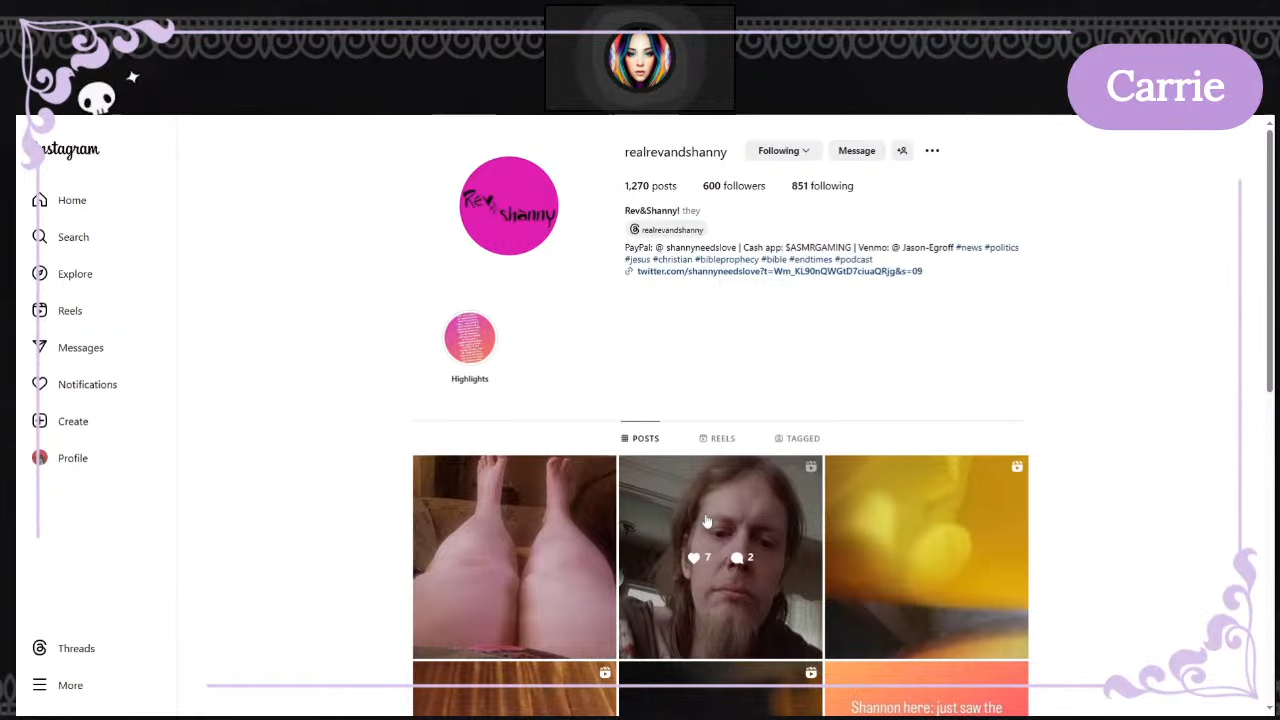 Carrie
Instagram
realrevandshanny
Following
Message
1,270 posts
600 followers
851 following
Rev&Shanny! they
realrevandshanny
PayPal: @ shannyneedslove | Cash app: $ASMRGAMING | Venmo: @ Jason-Egroff #news #politics
#jesus #christian #bibleprophecy #bible #endtimes #podcast
twitter.com/shannyneedslove?t=Wm_KL90nQWGtD7ciuaQRjg&s=09
Rev& shanny
Home
Search
Explore
Reels
Messages
Notifications
Create
Profile
Threads
More
Highlights
POSTS
REELS
TAGGED
7
2
Shannon here: just saw the